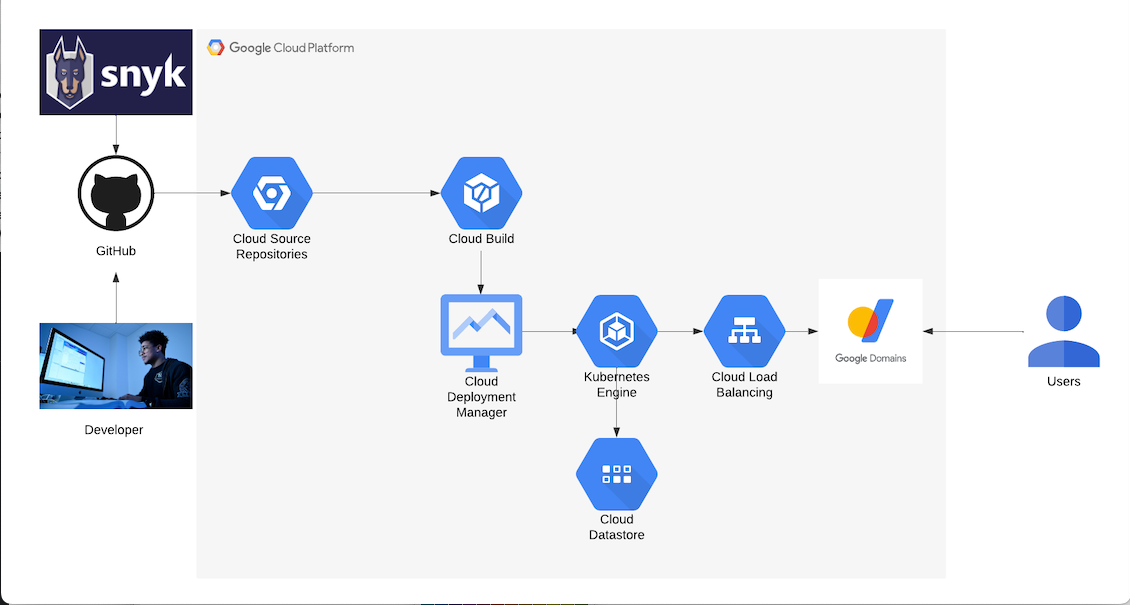 snyk
Google Cloud Platform
GitHub
Cloud Source
Repositories
Cloud Build
Developer
Cloud
Deployment
Manager
Kubernetes
Engine
Cloud Load
Balancing
Google Domains
Users
Cloud
Datastore